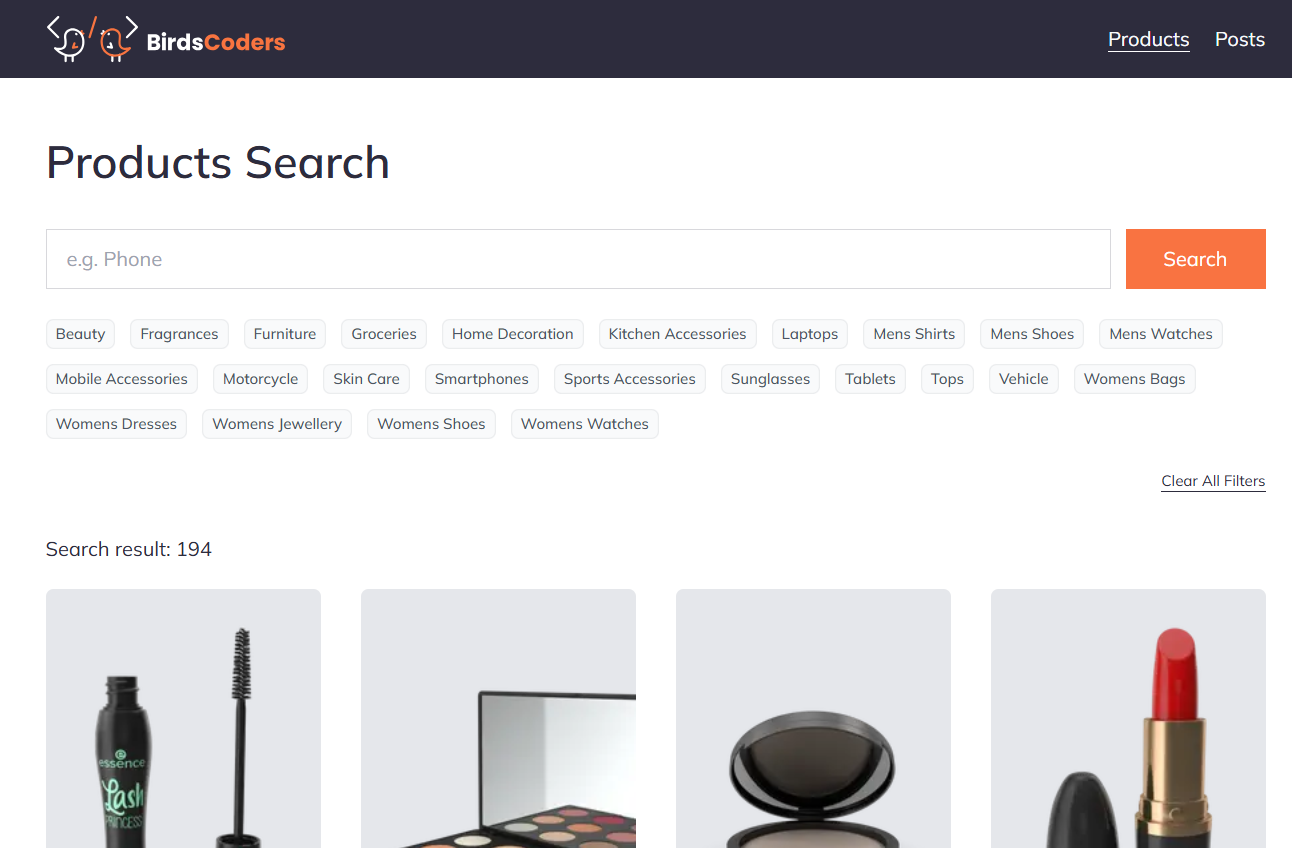 BirdsCoders
Products Posts
Products Search
e.g. Phone
Search
Beauty Fragrances Furniture Groceries Home Decoration Kitchen Accessories Laptops Mens Shirts Mens Shoes Mens Watches
Mobile Accessories Motorcycle Skin Care Smartphones Sports Accessories Sunglasses Tablets Tops Vehicle Womens Bags
Womens Dresses Womens Jewellery Womens Shoes Womens Watches
Clear All Filters
Search result: 194
essence
Lash
PRINCESS